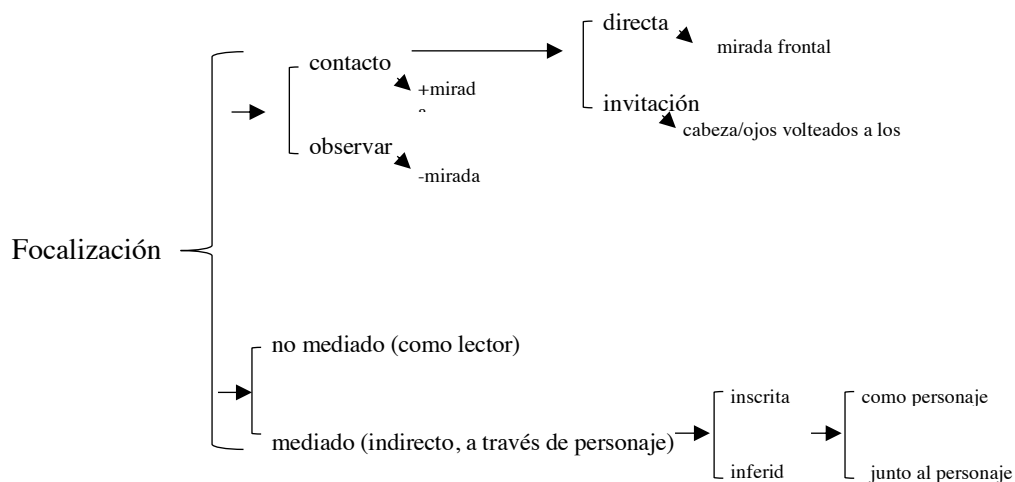 directa
mirada frontal
contacto
+mirad
invitación
cabeza/ojos volteados a los
observar
-mirada
Focalización
no mediado (como lector)
inscrita
como personaje
mediado (indirecto, a través de personaje)
inferid
junto al personaje